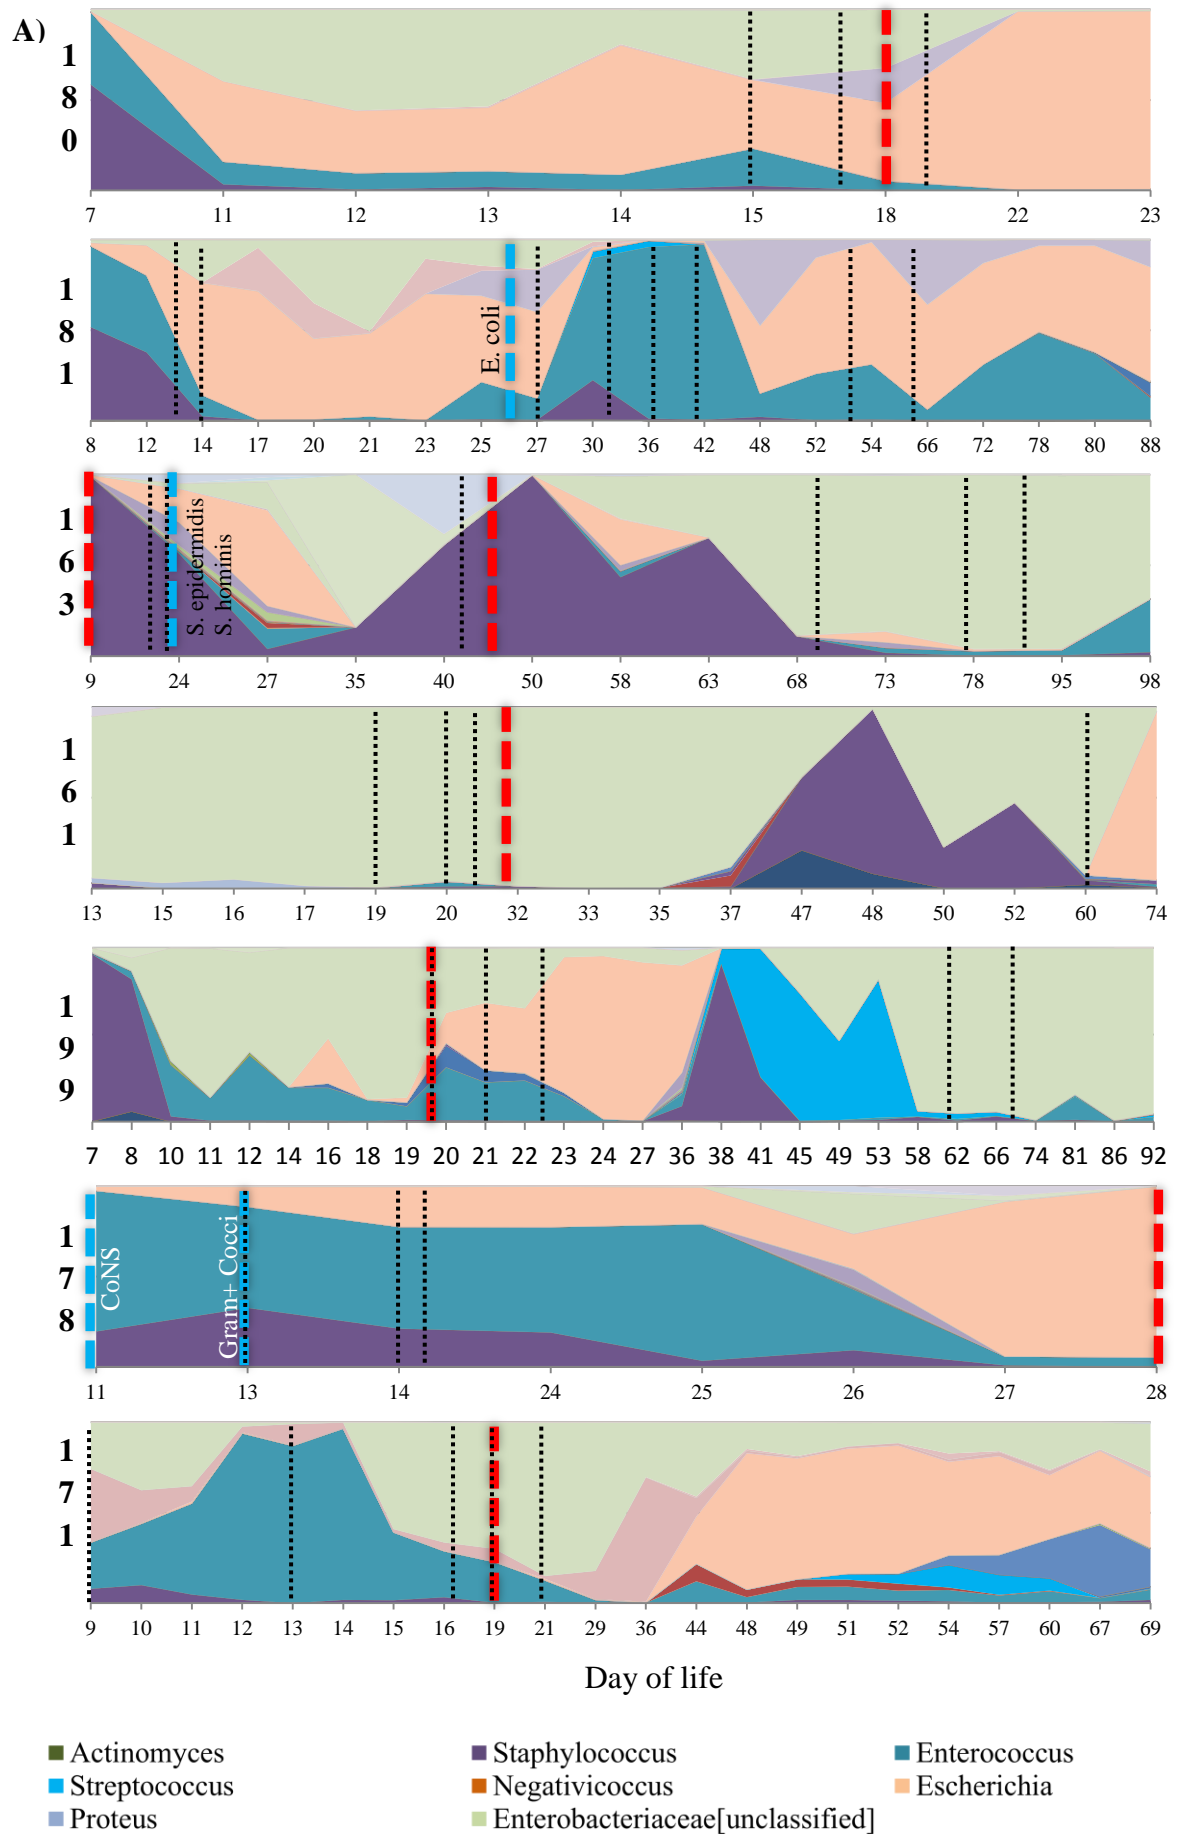 A)
1
8
0
7 11 12 13 14 15 18 22 23
1
8
1
E. coli
8 12 14 17 20 21 23 25 27 30 36 42 48 52 54 66 72 78 80 88
1
6
3
S. epidermidis
S. hominis
9 24 27 35 40 50 58 63 68 73 78 95 98
1
6
1
13 15 16 17 19 20 32 33 35 37 47 48 50 52 60 74
1
9
9
7 8 10 11 12 14 16 18 19 20 21 22 23 24 27 36 38 41 45 49 53 58 62 66 74 81 86 92
1
7
8
CoNS
Gram+ Cocci
11 13 14 24 25 26 27 28
1
7
1
9 10 11 12 13 14 15 16 19 21 29 36 44 48 49 51 52 54 57 60 67 69
Day of life
Actinomyces Staphylococcus Enterococcus
Streptococcus Negativicoccus Escherichia
Proteus Enterobacteriaceae[unclassified]